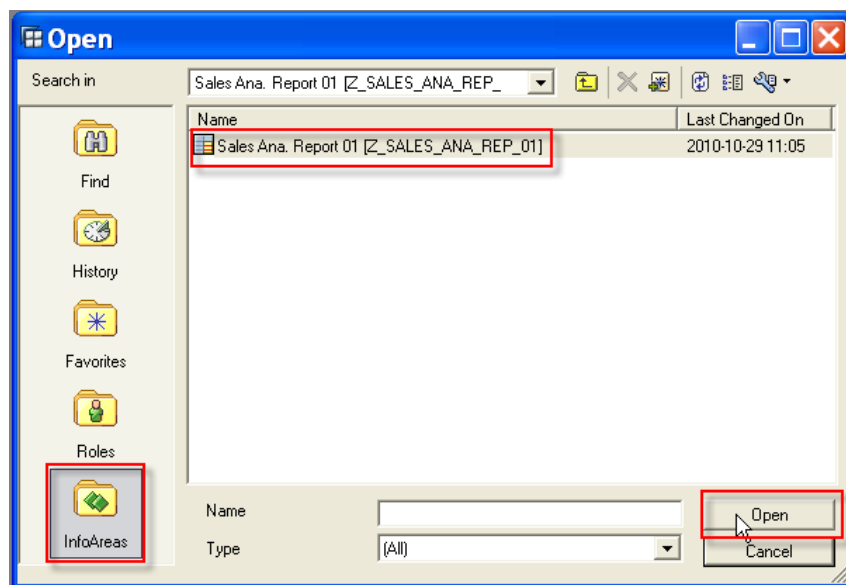 Open
Search in
Sales Ana. Report 01 [Z_SALES_ANA_REP_
Name Last Changed On
Sales Ana. Report 01 [Z_SALES_ANA_REP_01] 2010-10-29 11:05
Find
History
Favorites
Roles
InfoAreas
Name
Open
Type (All)
Cancel